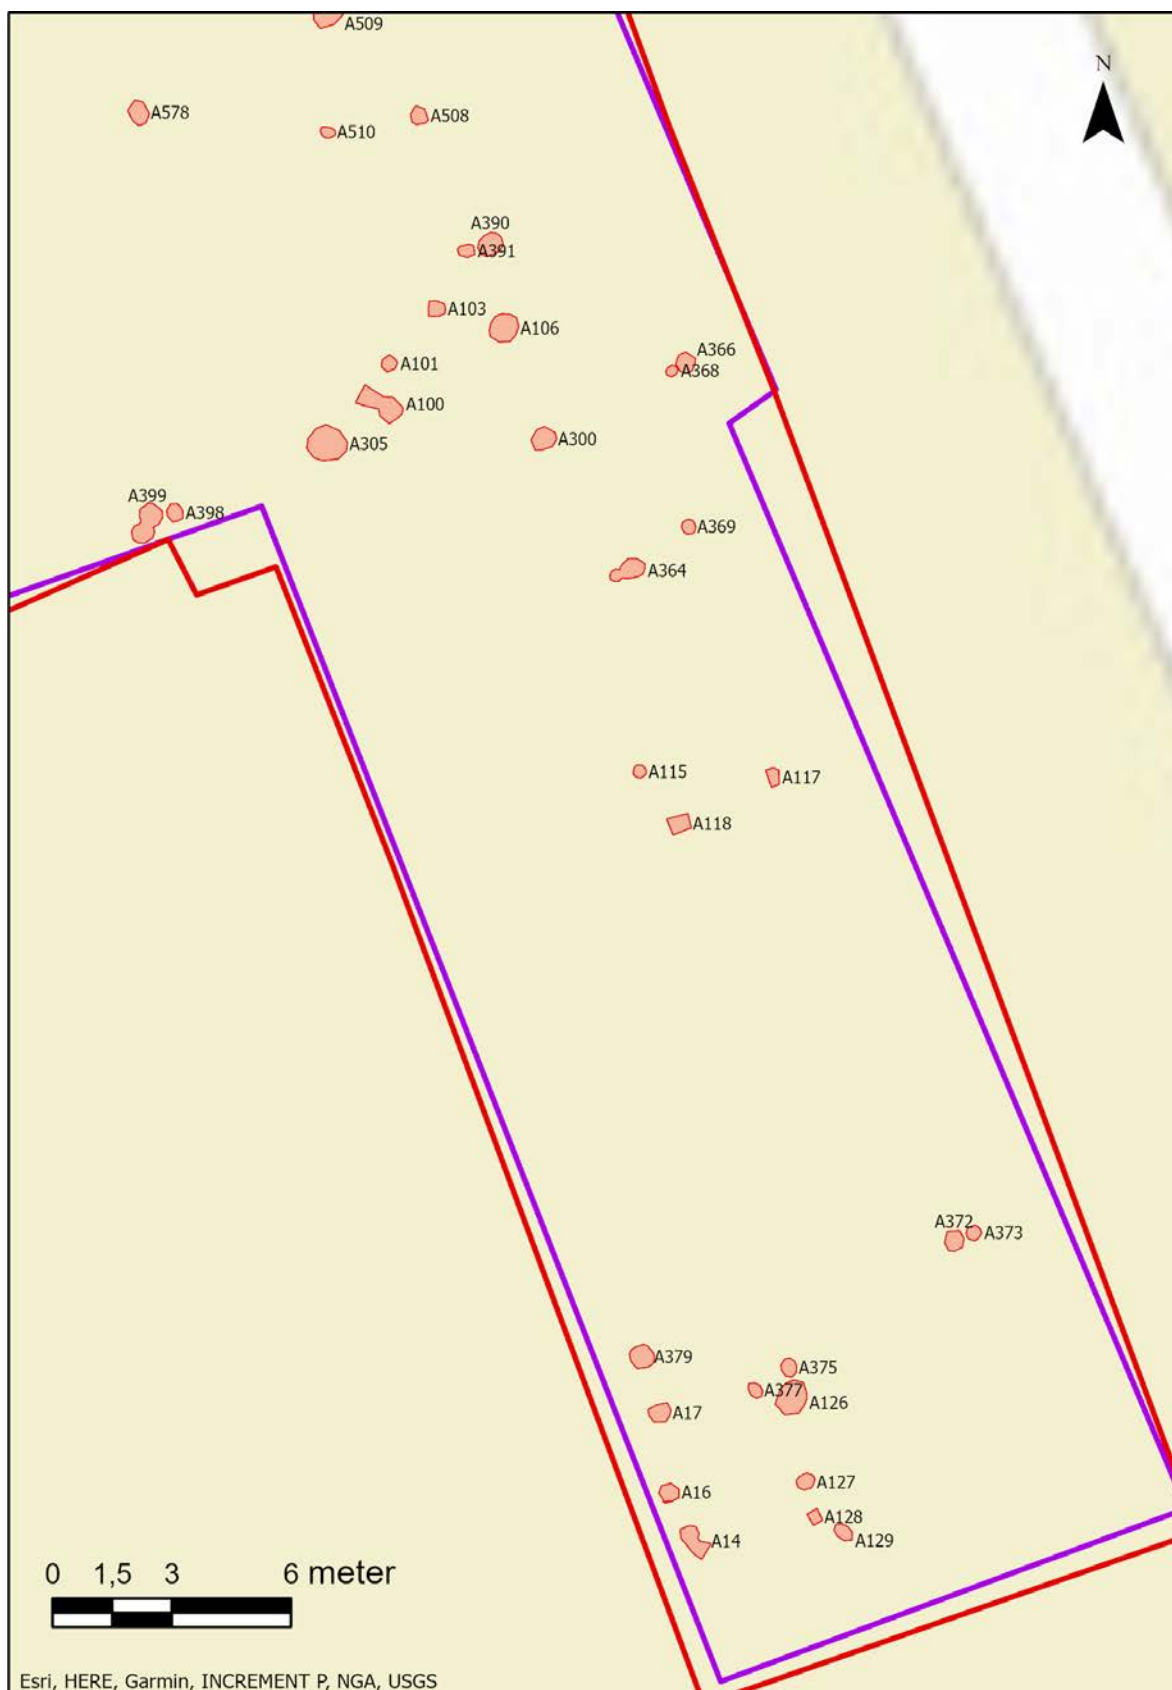 A509
N
A578
A508
A510
A390
A391
A103
A106
A366
A101
A368
A100
A300
A305
A399
A398
A369
A364
A115
A117
A118
A372
A373
A379
A375
A377
A126
A17
A127
A16
A128
A129
A14
0 1,5 3 6 meter
Esri, HERE, Garmin, INCREMENT P, NGA, USGS